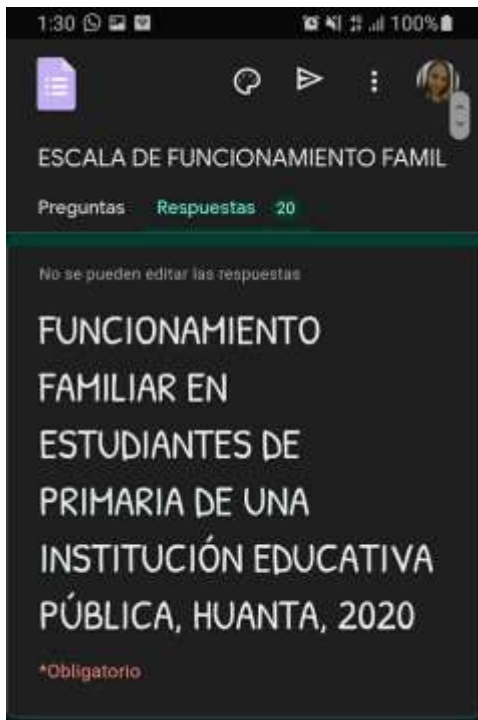 1:30 100%
ESCALA DE FUNCIONAMIENTO FAMIL
Preguntas Respuestas 20
No se pueden editar las respuestas
FUNCIONAMIENTO
FAMILIAR EN
ESTUDIANTES DE
PRIMARIA DE UNA
INSTITUCIÓN EDUCATIVA
PÚBLICA, HUANTA, 2020
*Obligatorio